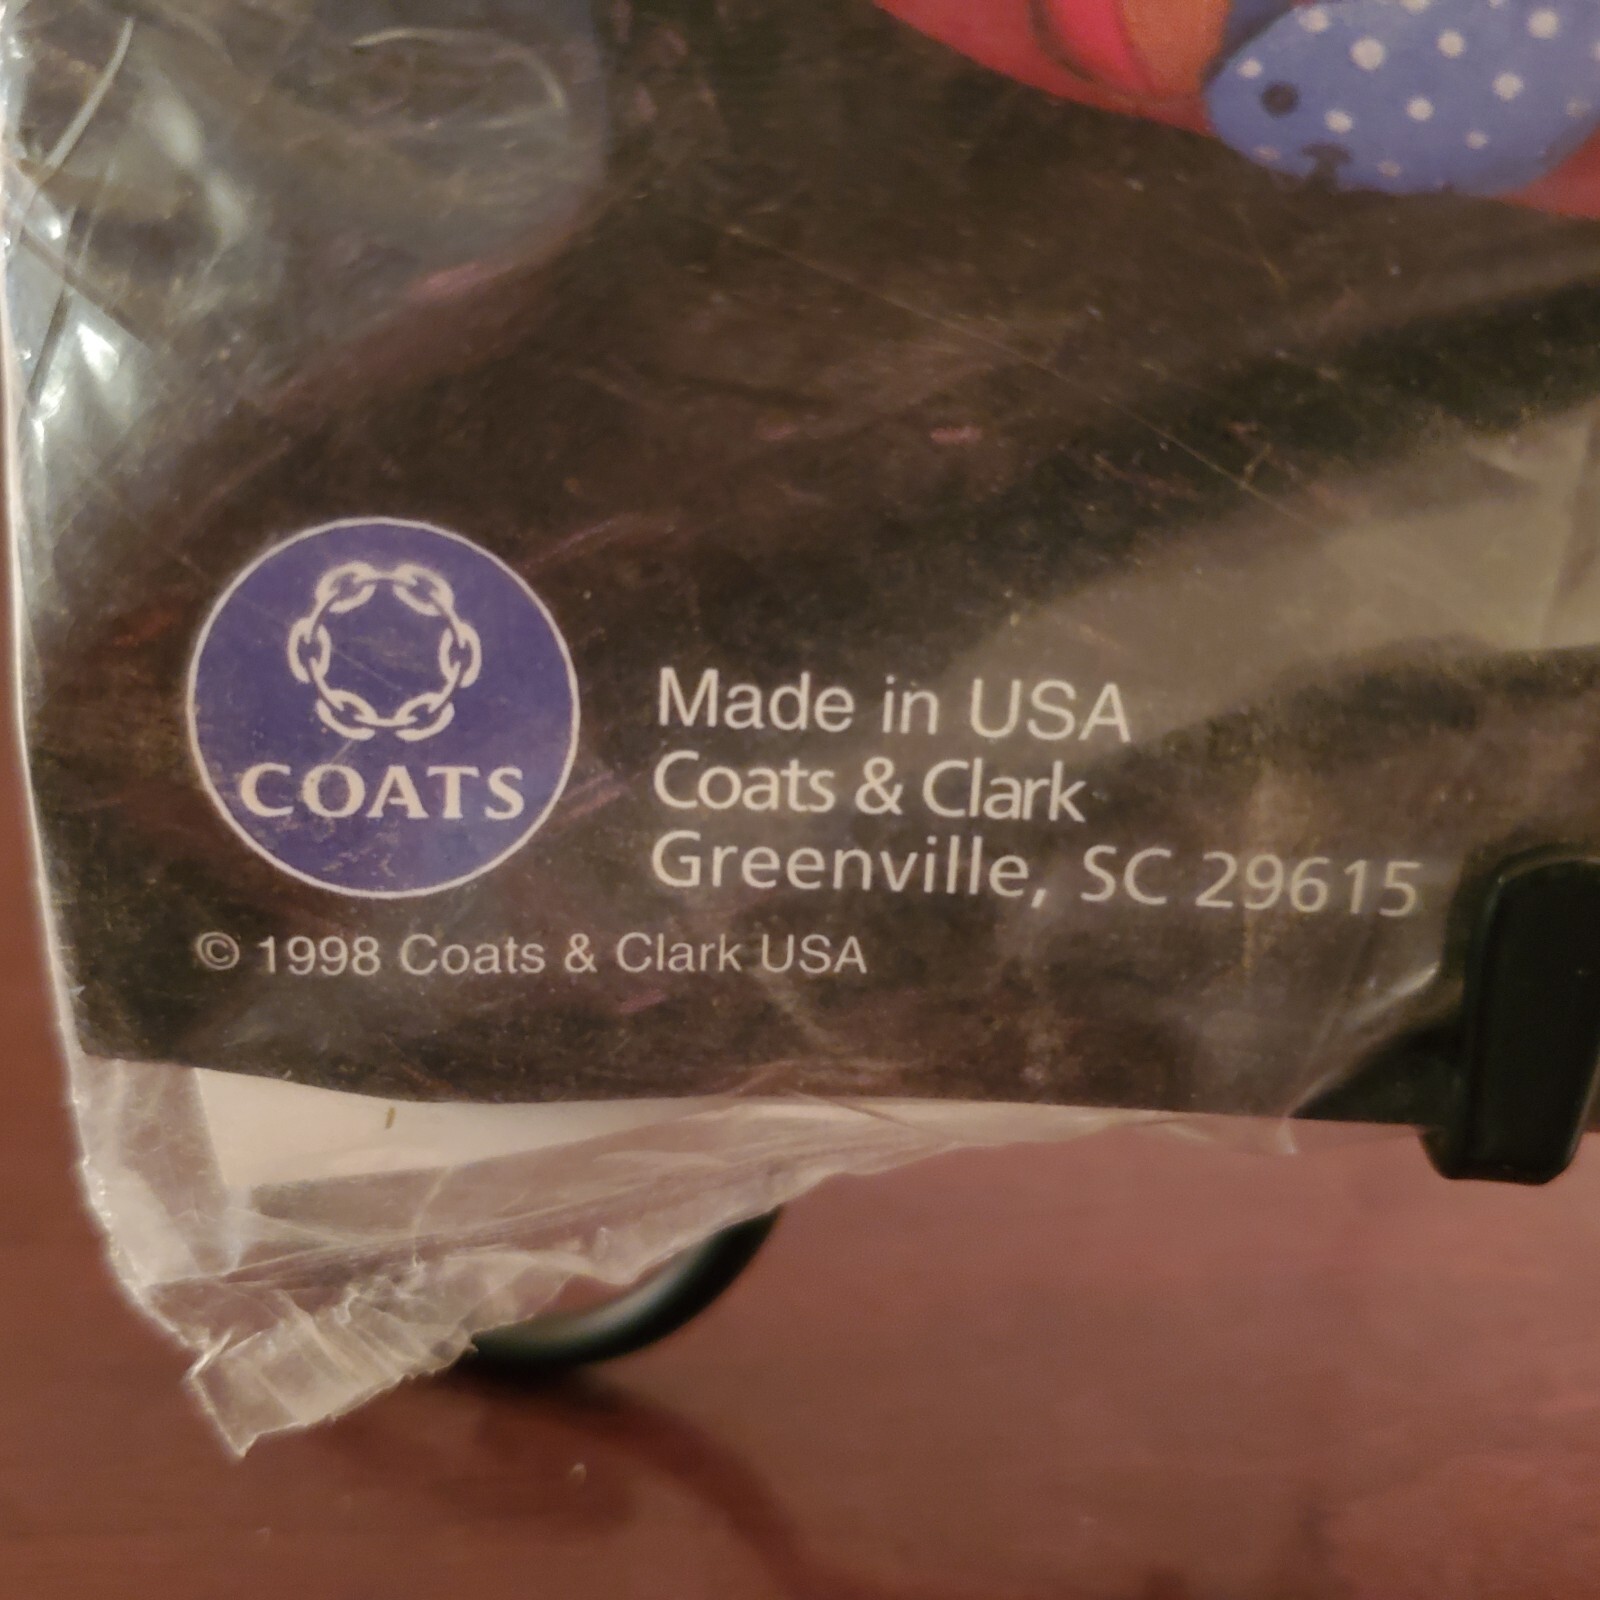 COATS
Made in USA
Coats & Clark
Greenville, SC 29615
© 1998 Coats & Clark USA